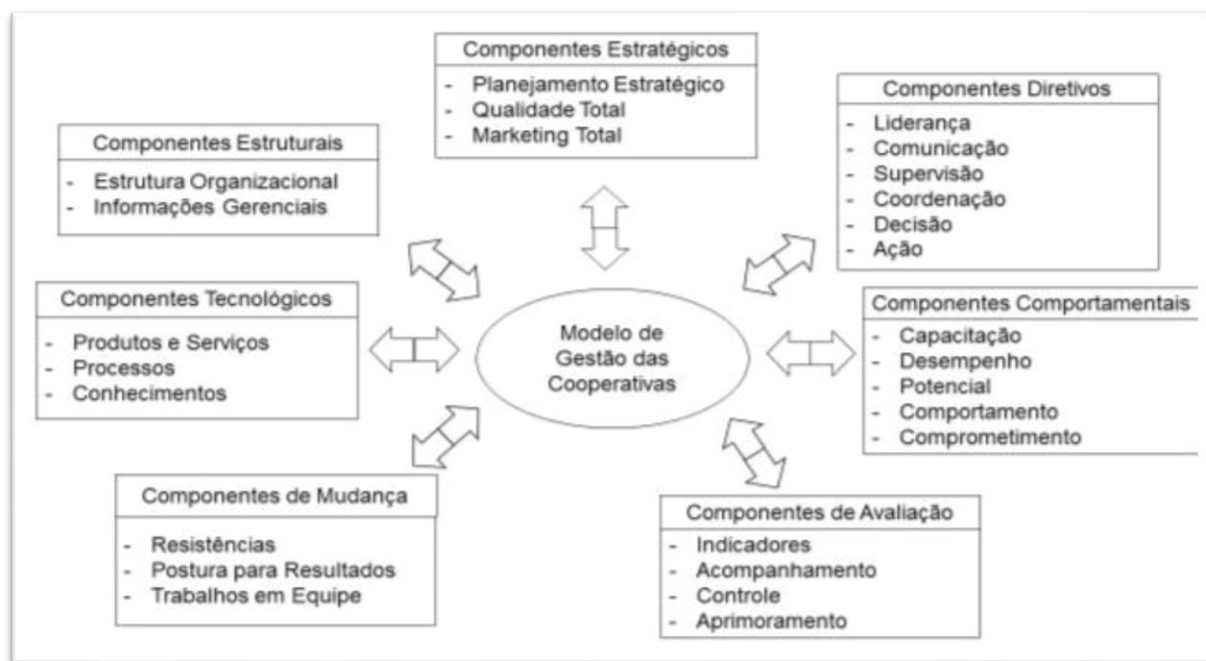 Componentes Estratégicos
- Planejamento Estratégico
- Qualidade Total
- Marketing Total
Componentes Diretivos
- Liderança
- Comunicação
- Supervisão
- Coordenação
- Decisão
- Ação
Componentes Estruturais
- Estrutura Organizacional
- Informações Gerenciais
Componentes Tecnológicos
- Produtos e Serviços
- Processos
- Conhecimentos
Modelo de
Gestão das
Cooperativas
Componentes Comportamentais
- Capacitação
- Desempenho
- Potencial
- Comportamento
- Comprometimento
Componentes de Mudança
- Resistências
- Postura para Resultados
- Trabalhos em Equipe
Componentes de Avaliação
- Indicadores
- Acompanhamento
- Controle
- Aprimoramento